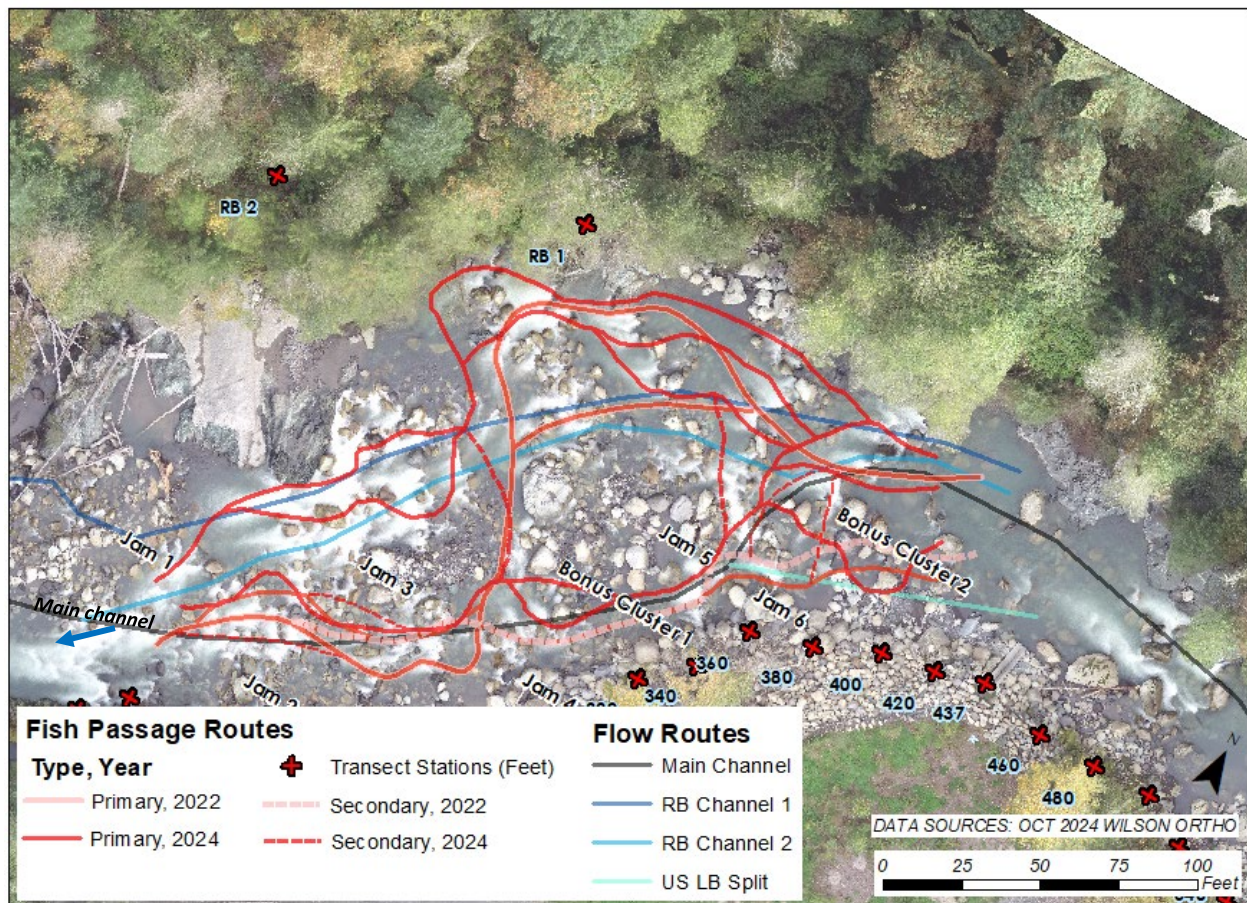 RB 2
RB 1
Jam 1
Jam 3
Jam 5
Bonus Cluster 2
Main channel
Bonus Cluster 1
Jam 6
360
340
380
400
420
437
460
480
N
Fish Passage Routes
Type, Year
Transect Stations (Feet)
Primary, 2022
Secondary, 2022
Primary, 2024
Secondary, 2024
Flow Routes
Main Channel
RB Channel 1
RB Channel 2
US LB Split
DATA SOURCES: OCT 2024 WILSON ORTHO
0 25 50 75 100
Feet